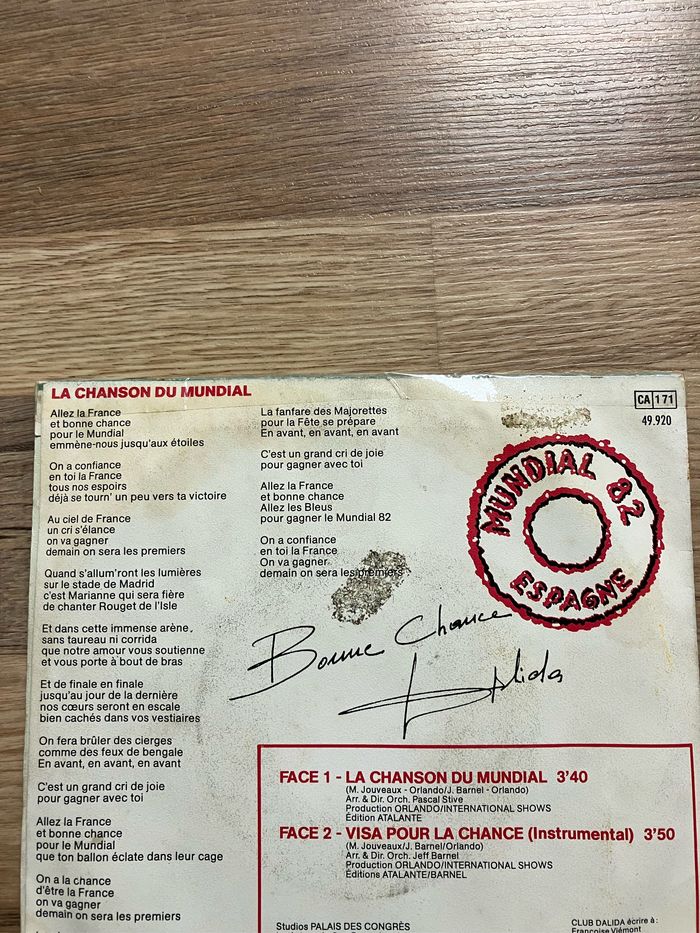 LA CHANSON DU MUNDIAL
Allez la France
et bonne chance
pour le Mundial
emmène-nous jusqu'aux étoiles
On a confiance
en toi la France
tous nos espoirs
déjà se tourn' un peu vers ta victoire
Au ciel de France
un cri s'élance
on va gagner
demain on sera les premiers
Quand s'allum'ront les lumières
sur le stade de Madrid
c'est Marianne qui sera fière
de chanter Rouget de l'Isle
Et dans cette immense arène,
sans taureau ni corrida
que notre amour vous soutienne
et vous porte à bout de bras
Et de finale en finale
jusqu'au jour de la dernière
nos cœurs seront en escale
bien cachés dans vos vestiaires
On fera brûler des cierges
comme des feux de bengale
En avant, en avant, en avant
C'est un grand cri de joie
pour gagner avec toi
Allez la France
et bonne chance
pour le Mundial
que ton ballon éclate dans leur cage
On a la chance
d'être la France
on va gagner
demain on sera les premiers
La fanfare des Majorettes
pour la Fête se prépare
En avant, en avant, en avant
C'est un grand cri de joie
pour gagner avec toi
Allez la France
et bonne chance
Allez les Bleus
pour gagner le Mundial 82
On a confiance
en toi la France
On va gagner
demain on sera les premiers
CA 171
49.920
MUNDIAL 82
ESPAGNE
Bonne Chance
Dalida
FACE 1 - LA CHANSON DU MUNDIAL 3'40
(M. Jouveaux - Orlando/J. Barnel - Orlando)
Arr. & Dir. Orch. Pascal Stive
Production ORLANDO/INTERNATIONAL SHOWS
Édition ATALANTE
FACE 2 - VISA POUR LA CHANCE (Instrumental) 3'50
(M. Jouveaux/J. Barnel/Orlando)
Arr. & Dir. Orch. Jeff Barnel
Production ORLANDO/INTERNATIONAL SHOWS
Éditions ATALANTE/BARNEL
Studios PALAIS DES CONGRÈS
CLUB DALIDA écrire à :
Françoise Viémont